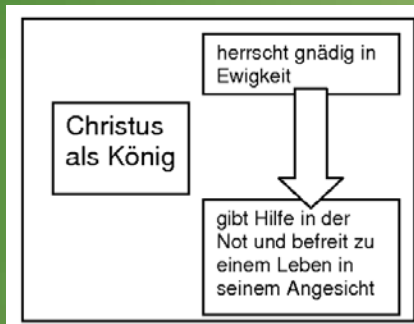 herrscht gnädig in
Ewigkeit
Christus
als König
gibt Hilfe in der
Not und befreit zu
einem Leben in
seinem Angesicht